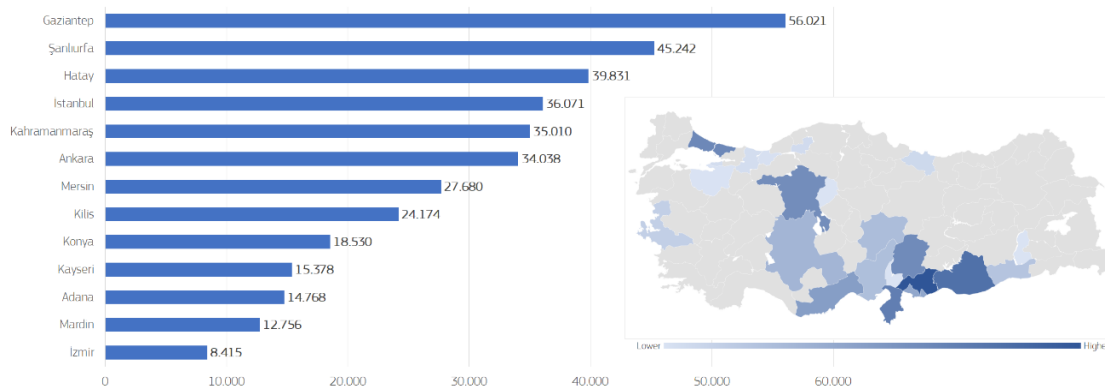 Gaziantep 56.021
Şanlıurfa 45.242
Hatay 39.831
İstanbul 36.071
Kahramanmaraş 35.010
Ankara 34.038
Mersin 27.680
Kilis 24.174
Konya 18.530
Kayseri 15.378
Adana 14.768
Mardin 12.756
İzmir 8.415
Lower Highe
0 10.000 20.000 30.000 40.000 50.000 60.000